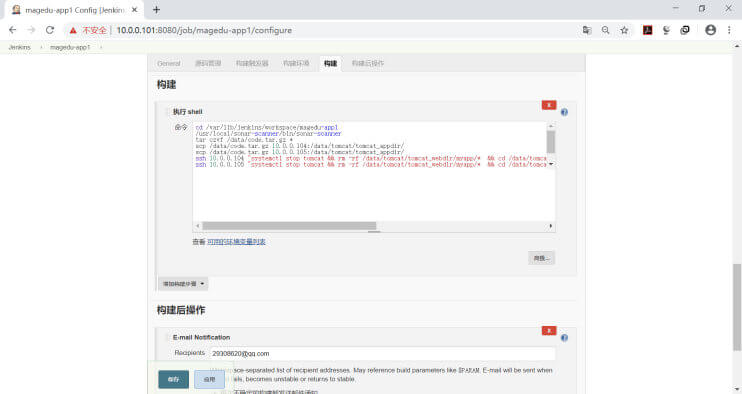 magedu-app1 Config [Jenkins
不安全 | 10.0.0.101:8080/job/magedu-app1/configure
Jenkins › magedu-app1 ›
General 源码管理 构建触发器 构建环境 构建 构建后操作
构建
X
执行 shell
命令
cd /var/lib/jenkins/workspace/magedu-app1
/usr/local/sonar-scanner/bin/sonar-scanner
tar czvf /data/code.tar.gz *
scp /data/code.tar.gz 10.0.0.104:/data/tomcat/tomcat_appdir/
scp /data/code.tar.gz 10.0.0.105:/data/tomcat/tomcat_appdir/
ssh 10.0.0.104 "systemctl stop tomcat && rm -rf /data/tomcat/tomcat_webdir/myapp/* && cd /data/tomca
ssh 10.0.0.105 "systemctl stop tomcat && rm -rf /data/tomcat/tomcat_webdir/myapp/* && cd /data/tomca
查看 可用的环境变量列表
高级...
增加构建步骤
构建后操作
X
E-mail Notification
Recipients 29308620@qq.com
ace-separated list of recipient addresses. May reference build parameters like $PARAM. E-mail will be sent when
ails, becomes unstable or returns to stable.
保存 应用